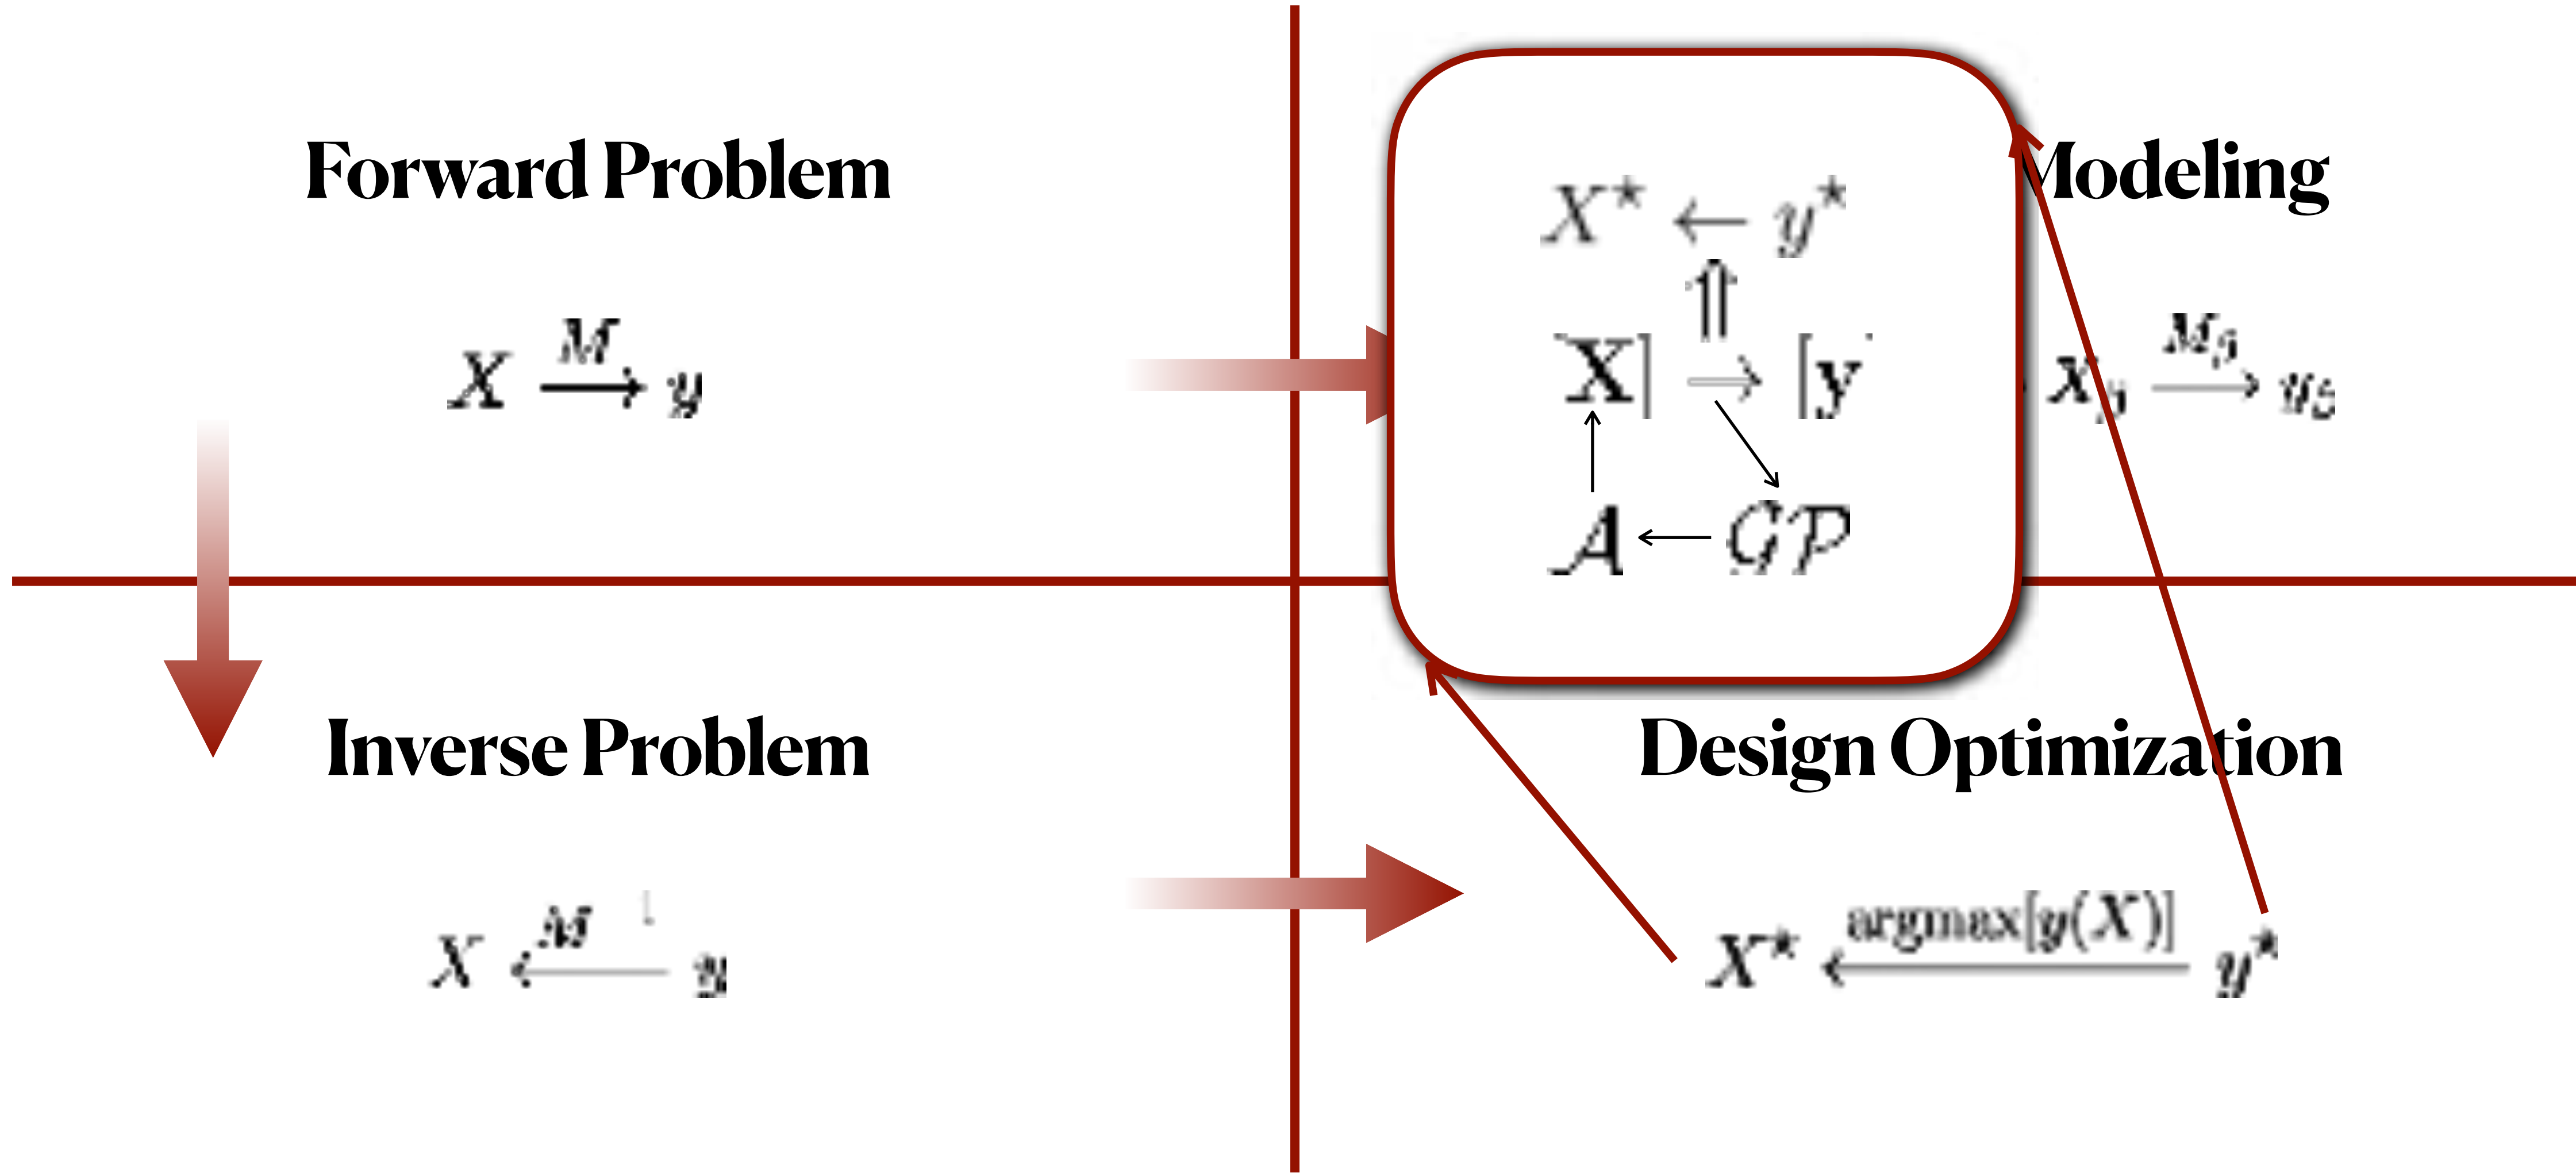 Forward Problem
X M→ y
Modeling
X* ← y*
⇑
[X] ⇒ [y]
A ← GP
→ y
Inverse Problem
X ← M y
Design Optimization
X* ← argmax[y(X)] y*